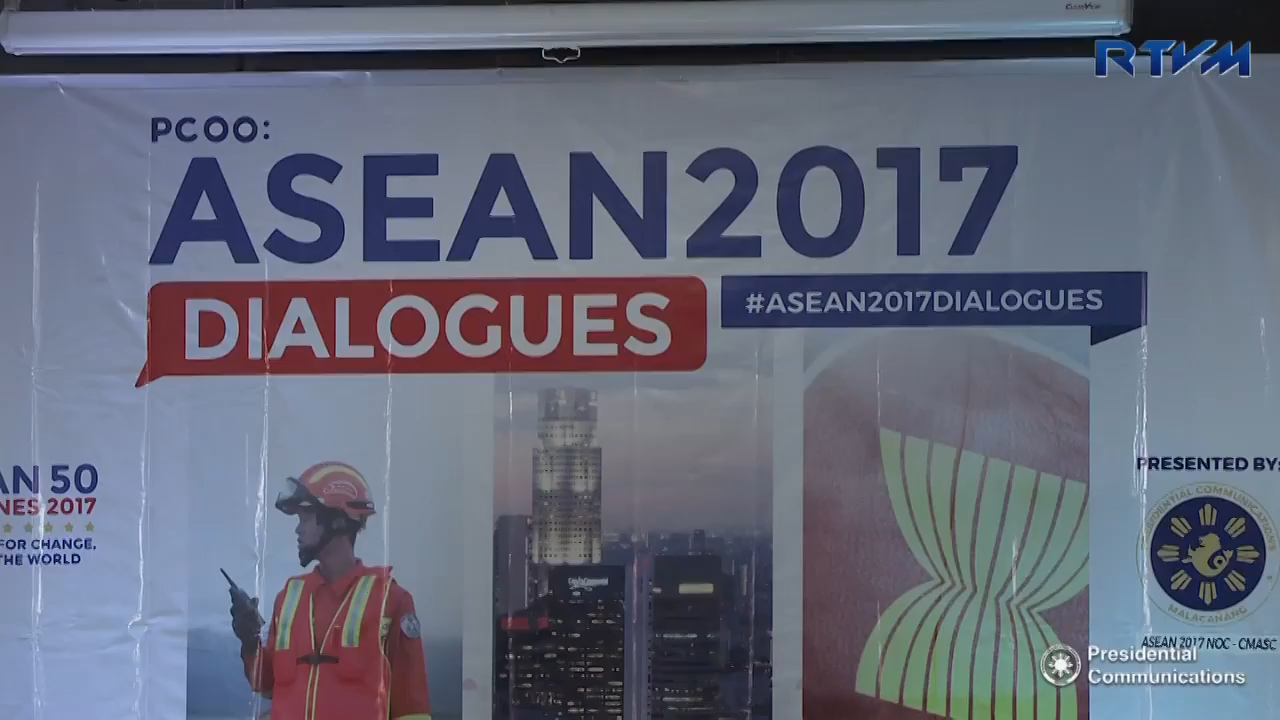 RTVM
PCOO:
ASEAN2017
DIALOGUES
#ASEAN2017DIALOGUES
AN 50
NES 2017
FOR CHANGE,
THE WORLD
PRESENTED BY:
MALACAÑANG
ASEAN 2017 NOC - CMASC
Presidential
Communications